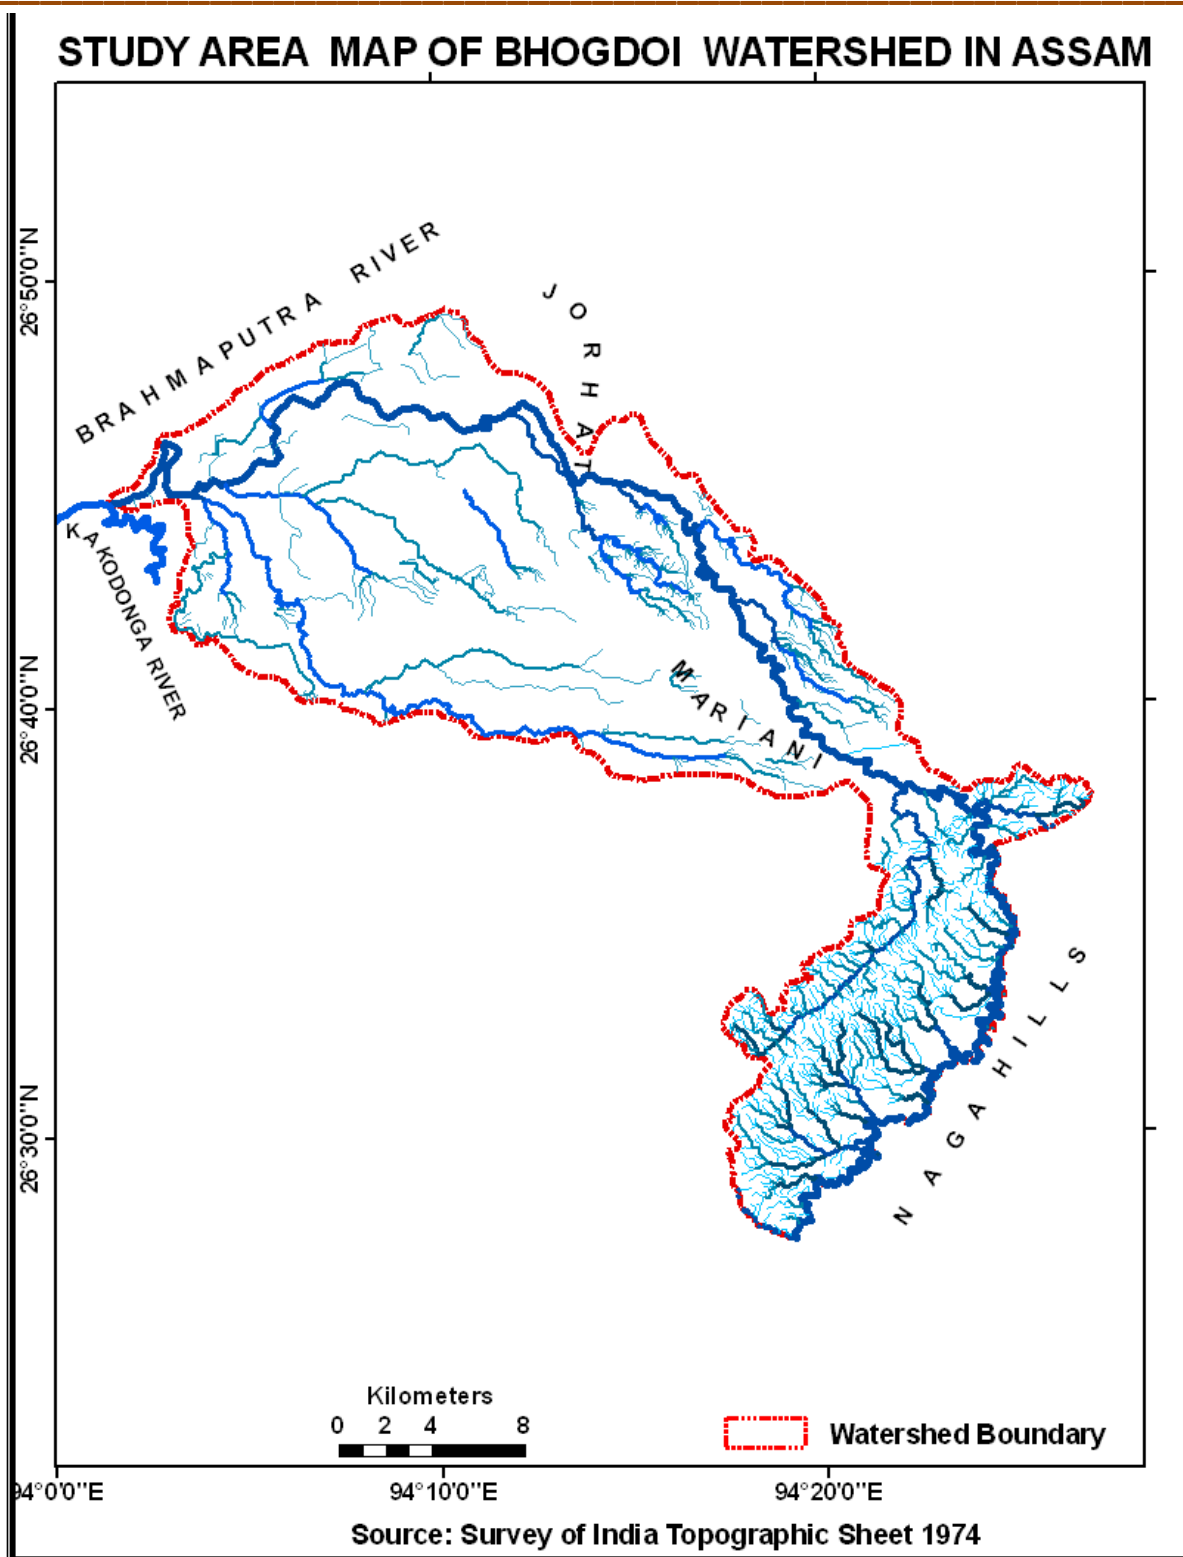 STUDY AREA MAP OF BHOGDOI WATERSHED IN ASSAM
BRAHMAPUTRA RIVER
JORHAT
26°50'0"N
KAKODONGA RIVER
MARIANI
26°40'0"N
NAGA HILLS
26°30'0"N
Kilometers
0 2 4 8
Watershed Boundary
94°0'0"E 94°10'0"E 94°20'0"E
Source: Survey of India Topographic Sheet 1974